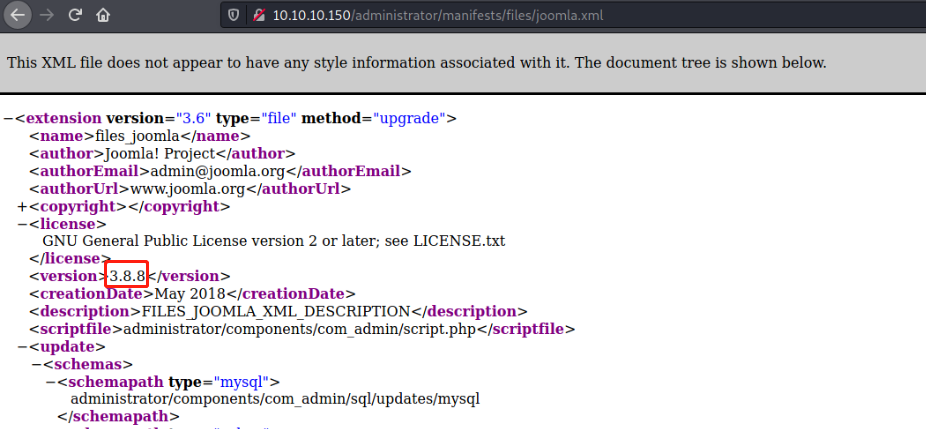 10.10.10.150/administrator/manifests/files/joomla.xml
This XML file does not appear to have any style information associated with it. The document tree is shown below.
−<extension version="3.6" type="file" method="upgrade">
<name>files_joomla</name>
<author>Joomla! Project</author>
<authorEmail>admin@joomla.org</authorEmail>
<authorUrl>www.joomla.org</authorUrl>
+<copyright></copyright>
−<license>
GNU General Public License version 2 or later; see LICENSE.txt
</license>
<version>3.8.8</version>
<creationDate>May 2018</creationDate>
<description>FILES_JOOMLA_XML_DESCRIPTION</description>
<scriptfile>administrator/components/com_admin/script.php</scriptfile>
−<update>
−<schemas>
−<schemapath type="mysql">
administrator/components/com_admin/sql/updates/mysql
</schemapath>